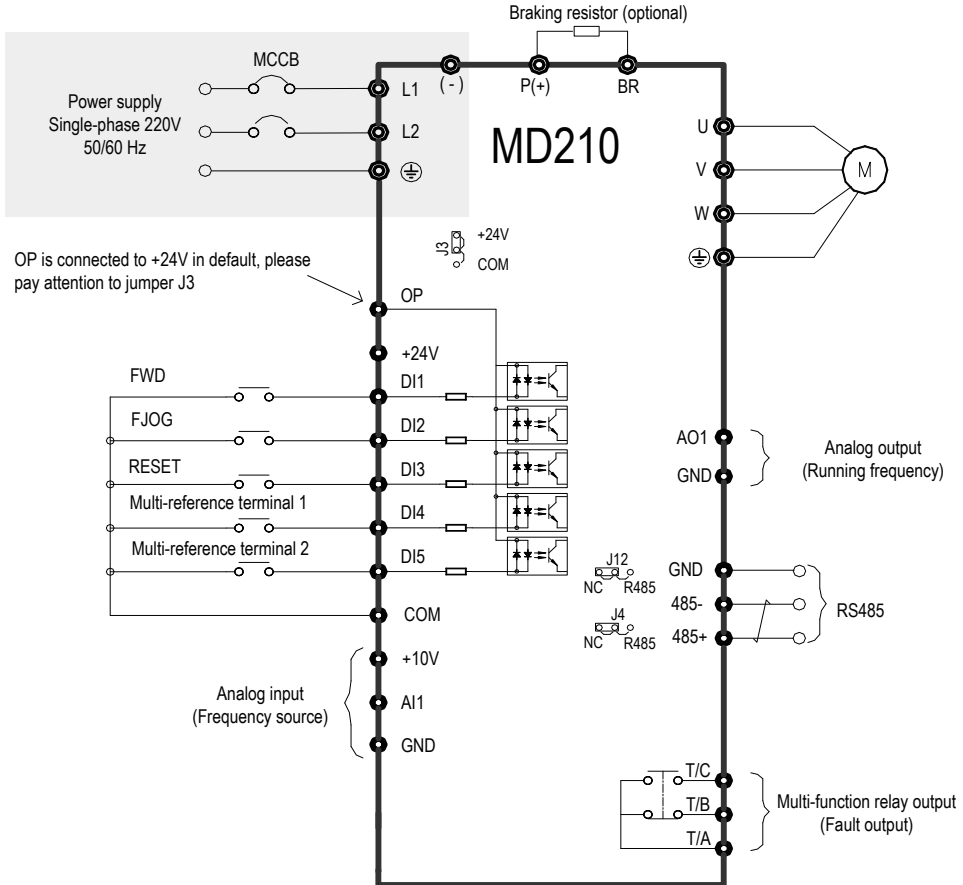 Braking resistor (optional)
MCCB
Power supply
Single-phase 220V
50/60 Hz
L1
L2
( - )
P(+)
BR
MD210
U
V
W
M
J3
+24V
COM
OP is connected to +24V in default, please
pay attention to jumper J3
OP
+24V
FWD
DI1
FJOG
DI2
RESET
DI3
Multi-reference terminal 1
DI4
Multi-reference terminal 2
DI5
COM
+10V
Analog input
(Frequency source)
AI1
GND
AO1
GND
Analog output
(Running frequency)
J12
NC R485
J4
NC R485
GND
485-
485+
RS485
T/C
T/B
T/A
Multi-function relay output
(Fault output)